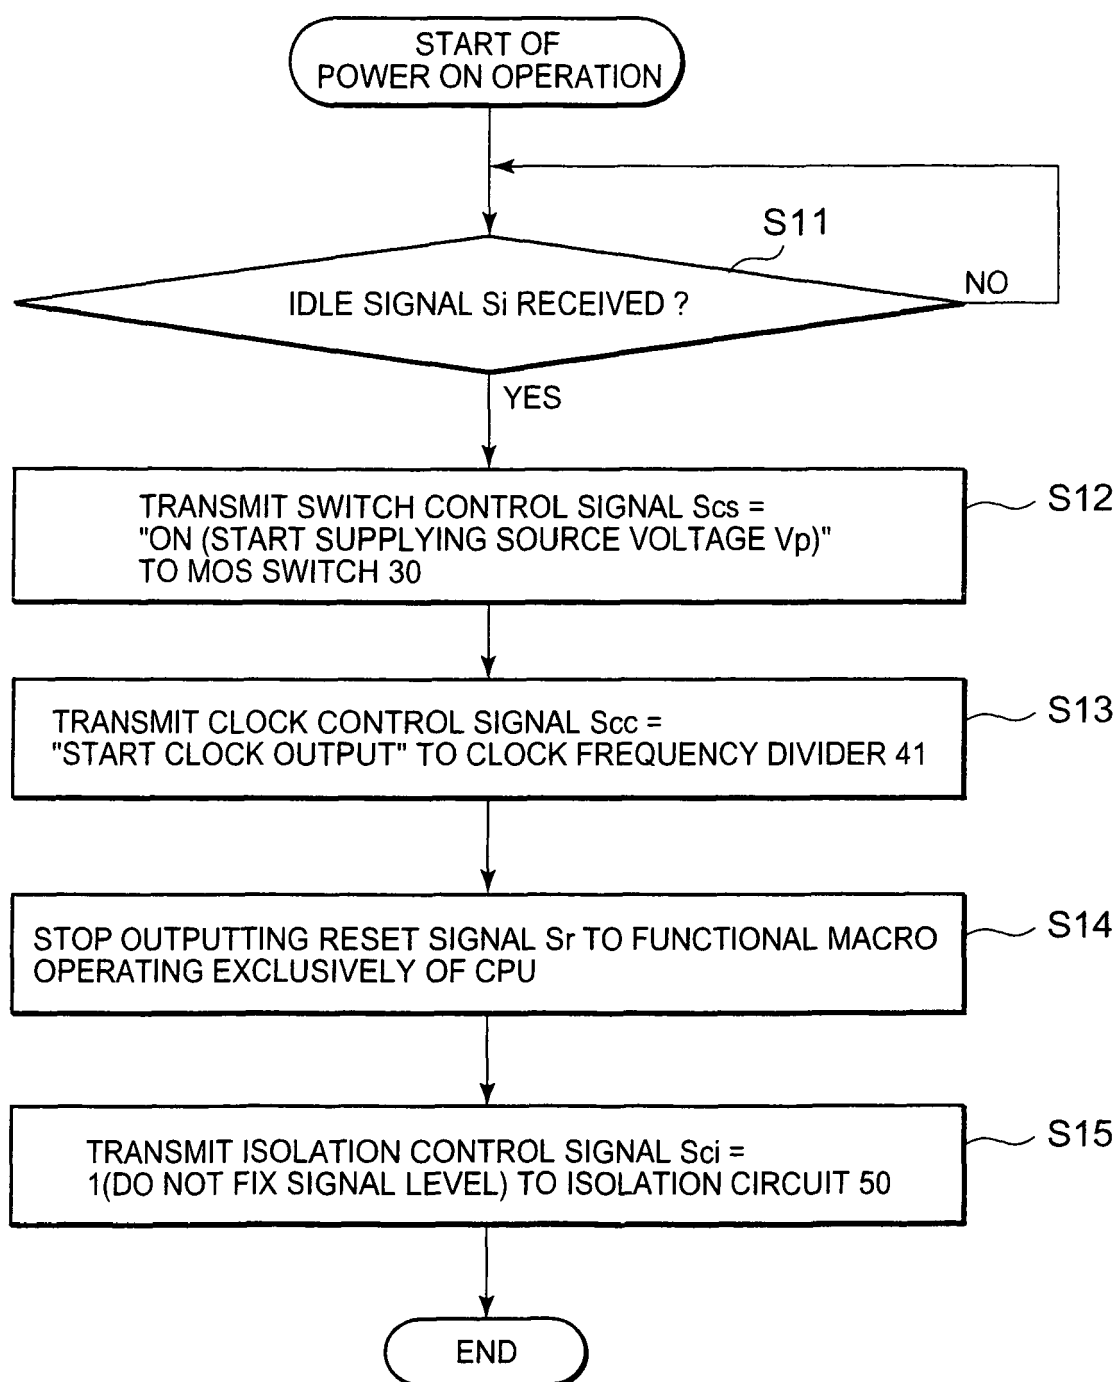 START OF
POWER ON OPERATION
S11
IDLE SIGNAL Si RECEIVED ?
NO
YES
TRANSMIT SWITCH CONTROL SIGNAL Scs =
"ON (START SUPPLYING SOURCE VOLTAGE Vp)"
TO MOS SWITCH 30
S12
TRANSMIT CLOCK CONTROL SIGNAL Scc =
"START CLOCK OUTPUT" TO CLOCK FREQUENCY DIVIDER 41
S13
STOP OUTPUTTING RESET SIGNAL Sr TO FUNCTIONAL MACRO
OPERATING EXCLUSIVELY OF CPU
S14
TRANSMIT ISOLATION CONTROL SIGNAL Sci =
1(DO NOT FIX SIGNAL LEVEL) TO ISOLATION CIRCUIT 50
S15
END